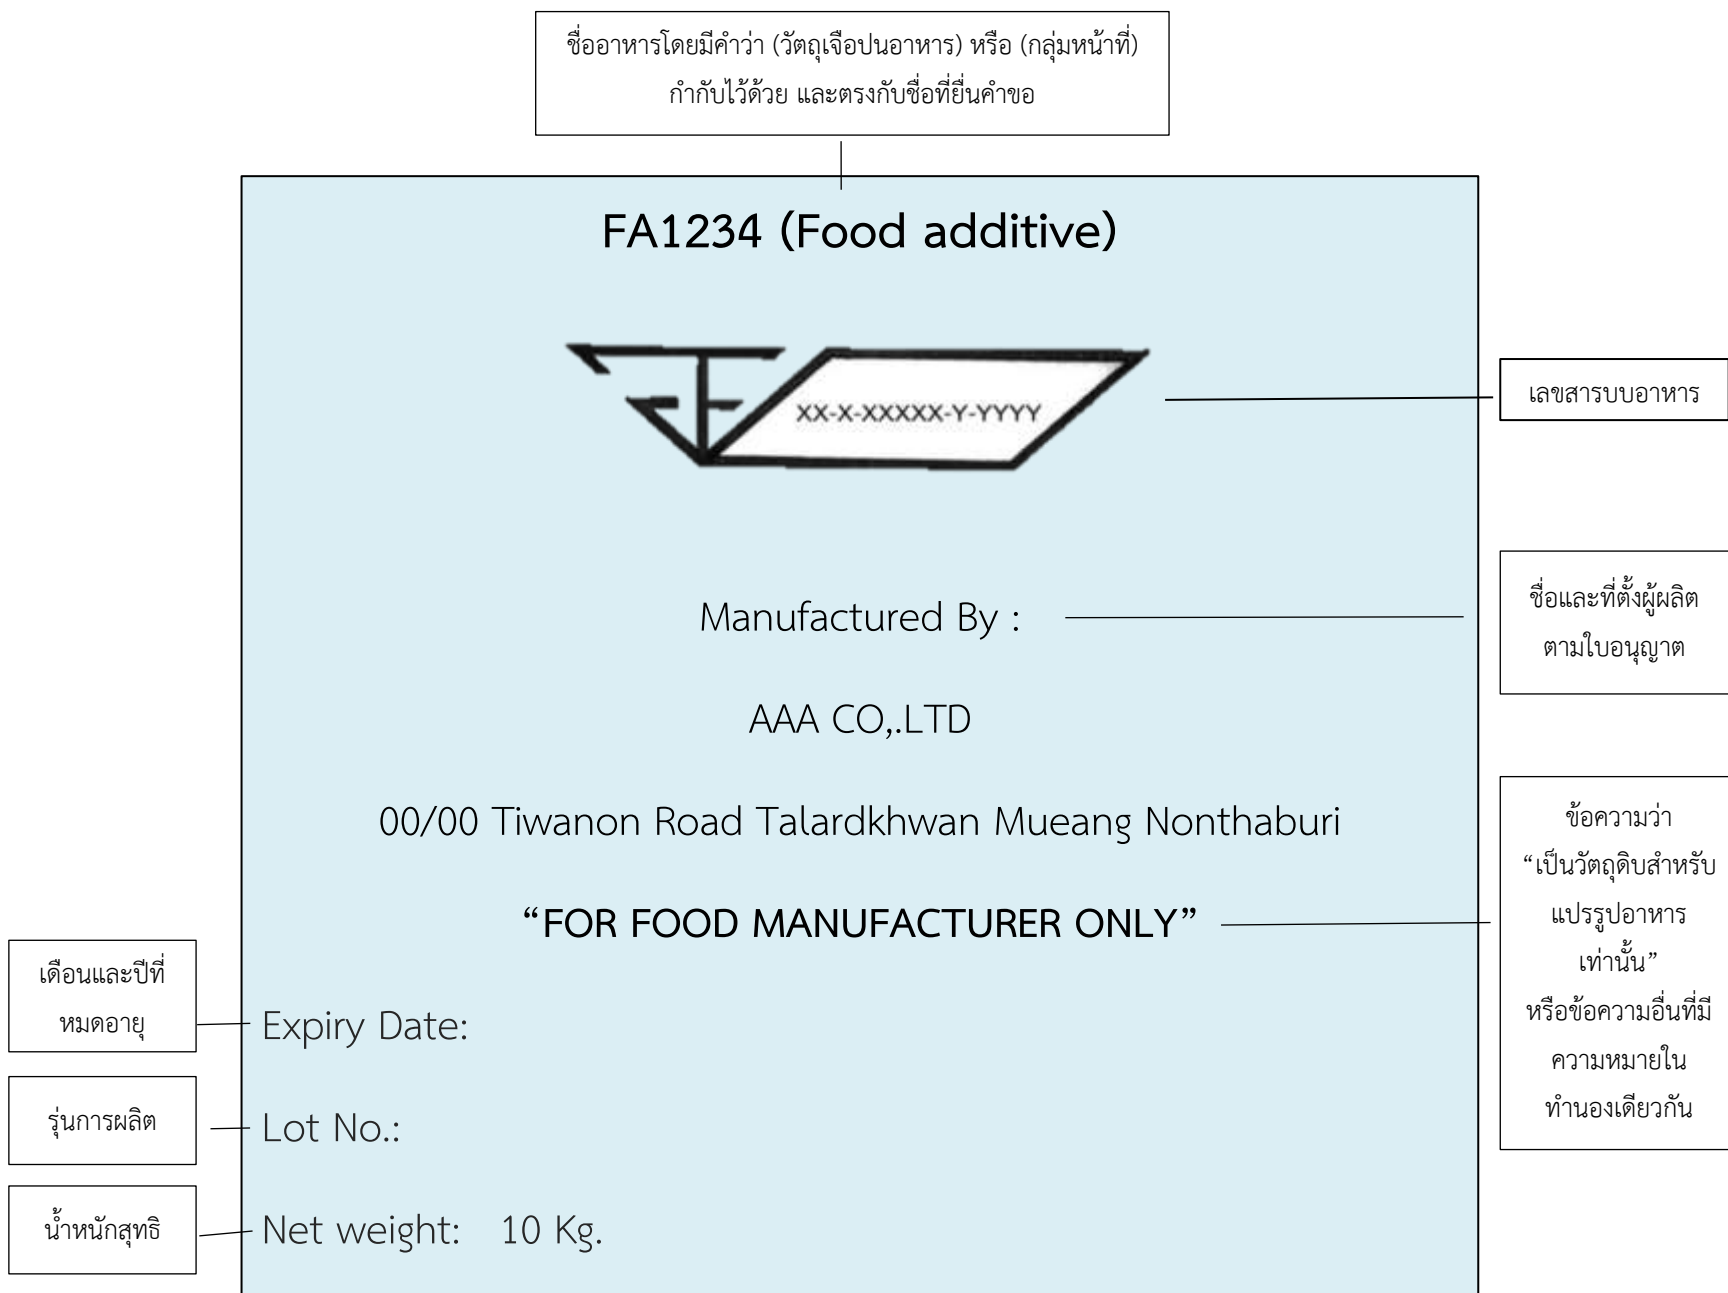 ชื่ออาหารโดยมีคำว่า (วัตถุเจือปนอาหาร) หรือ (กลุ่มหน้าที่)
กำกับไว้ด้วย และตรงกับชื่อที่ยื่นคำขอ
FA1234 (Food additive)
XX-X-XXXXX-Y-YYYY
เลขสารบบอาหาร
Manufactured By :
ชื่อและที่ตั้งผู้ผลิต
ตามใบอนุญาต
AAA CO,.LTD
00/00 Tiwanon Road Talardkhwan Mueang Nonthaburi
“FOR FOOD MANUFACTURER ONLY”
ข้อความว่า
“เป็นวัตถุดิบสำหรับ
แปรรูปอาหาร
เท่านั้น”
หรือข้อความอื่นที่มี
ความหมายใน
ทำนองเดียวกัน
เดือนและปีที่
หมดอายุ
Expiry Date:
รุ่นการผลิต
Lot No.:
น้ำหนักสุทธิ
Net weight: 10 Kg.